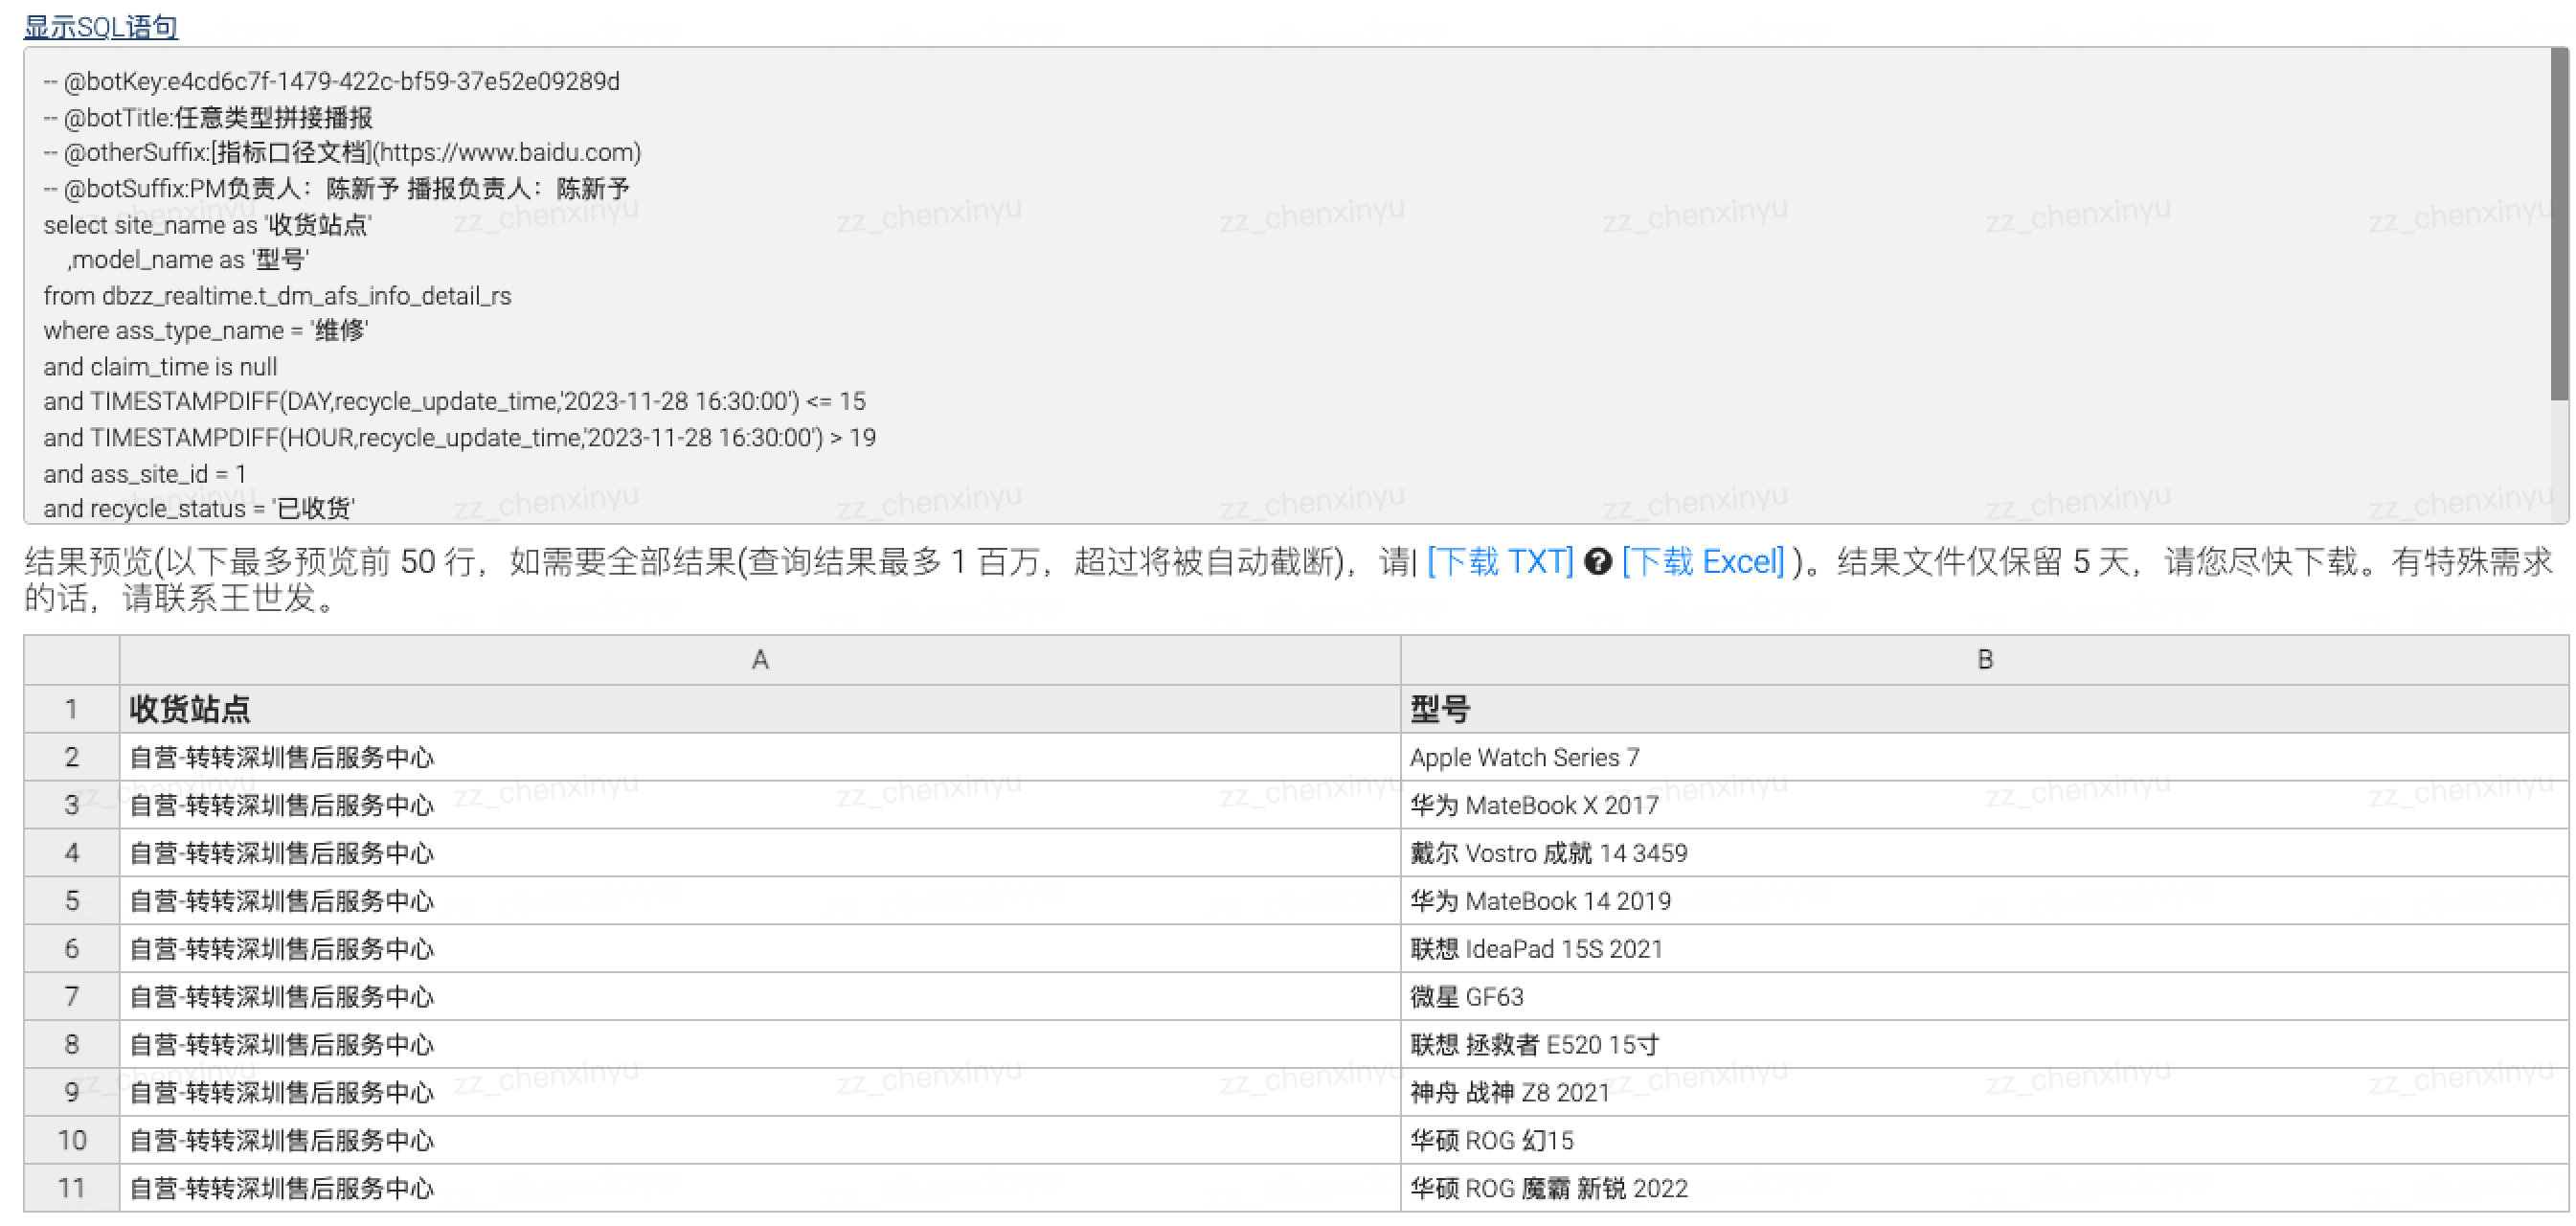 显示SQL语句
-- @botKey:e4cd6c7f-1479-422c-bf59-37e52e09289d
-- @botTitle:任意类型拼接播报
-- @otherSuffix:[指标口径文档](https://www.baidu.com)
-- @botSuffix:PM负责人：陈新予 播报负责人：陈新予
select site_name as '收货站点'
,model_name as '型号'
from dbzz_realtime.t_dm_afs_info_detail_rs
where ass_type_name = '维修'
and claim_time is null
and TIMESTAMPDIFF(DAY,recycle_update_time,'2023-11-28 16:30:00') <= 15
and TIMESTAMPDIFF(HOUR,recycle_update_time,'2023-11-28 16:30:00') > 19
and ass_site_id = 1
and recycle_status = '已收货'
结果预览(以下最多预览前 50 行，如需要全部结果(查询结果最多 1 百万，超过将被自动截断)，请| [下载 TXT] ? [下载 Excel] )。结果文件仅保留 5 天，请您尽快下载。有特殊需求
的话，请联系王世发。
A B
1 收货站点 型号
2 自营-转转深圳售后服务中心 Apple Watch Series 7
3 自营-转转深圳售后服务中心 华为 MateBook X 2017
4 自营-转转深圳售后服务中心 戴尔 Vostro 成就 14 3459
5 自营-转转深圳售后服务中心 华为 MateBook 14 2019
6 自营-转转深圳售后服务中心 联想 IdeaPad 15S 2021
7 自营-转转深圳售后服务中心 微星 GF63
8 自营-转转深圳售后服务中心 联想 拯救者 E520 15寸
9 自营-转转深圳售后服务中心 神舟 战神 Z8 2021
10 自营-转转深圳售后服务中心 华硕 ROG 幻15
11 自营-转转深圳售后服务中心 华硕 ROG 魔霸 新锐 2022
zz_chenxinyu